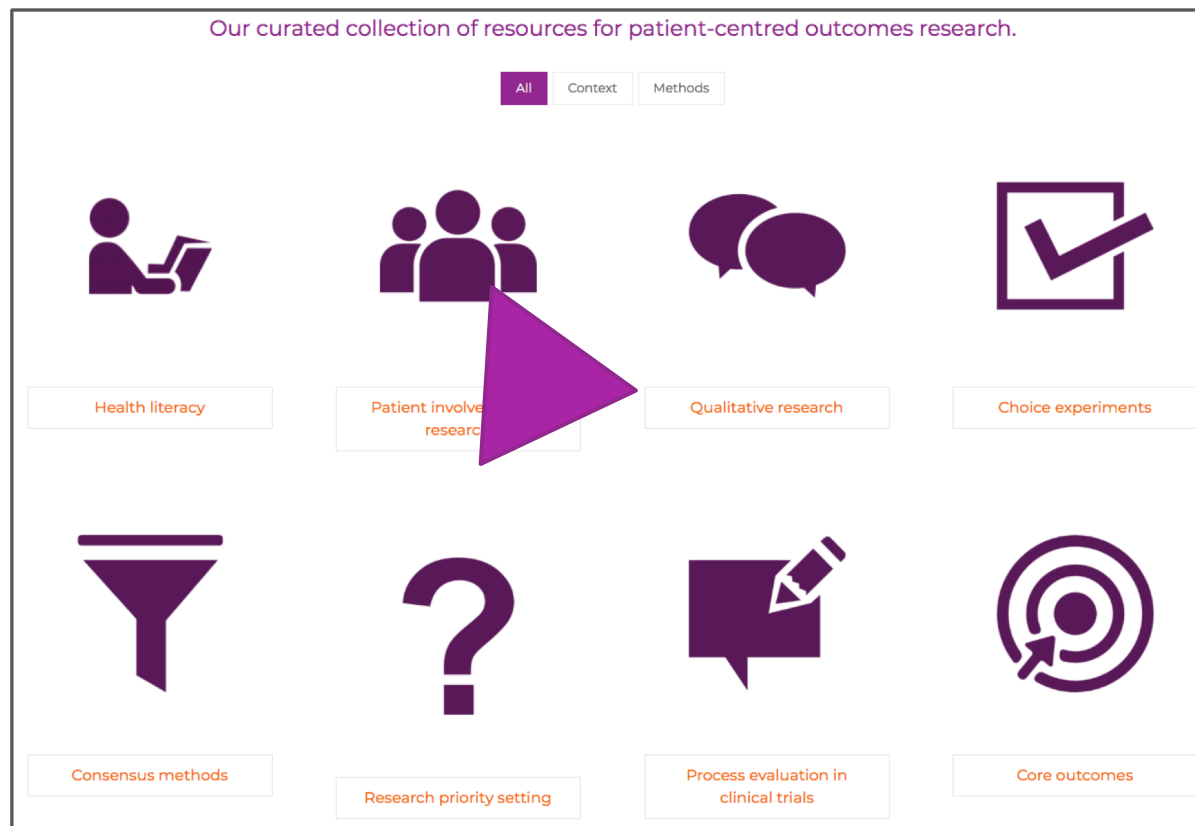 Our curated collection of resources for patient-centred outcomes research.
All Context Methods
Health literacy
Patient
Qualitative research
Choice experiments
Consensus methods
Research priority setting
Process evaluation in
clinical trials
Core outcomes